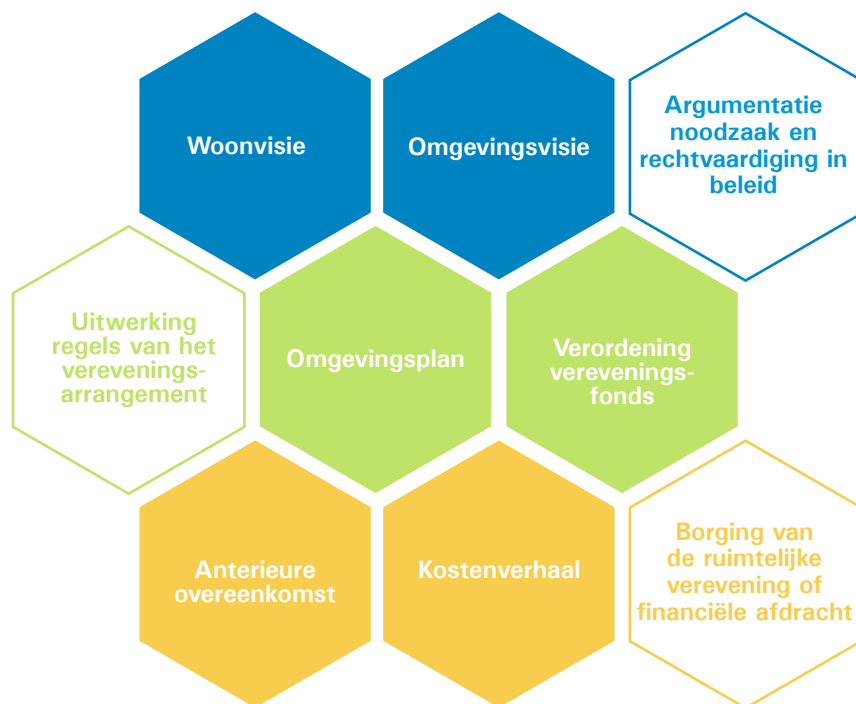 Woonvisie
Omgevingsvisie
Argumentatie
noodzaak en
rechtvaardiging in
beleid
Uitwerking
regels van het
verevenings-
arrangement
Omgevingsplan
Verordening
verevenings-
fonds
Anterieure
overeenkomst
Kostenverhaal
Borging van
de ruimtelijke
verevening of
financiële afdracht